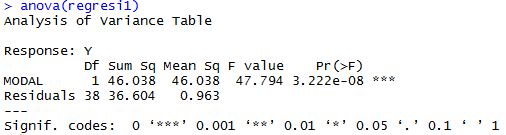 > anova(regresi1)
Analysis of Variance Table

Response: Y
          Df Sum Sq Mean Sq F value    Pr(>F)
MODAL      1 46.038  46.038  47.794 3.222e-08 ***
Residuals 38 36.604   0.963
---
Signif. codes:  0 ‘***’ 0.001 ‘**’ 0.01 ‘*’ 0.05 ‘.’ 0.1 ‘ ’ 1